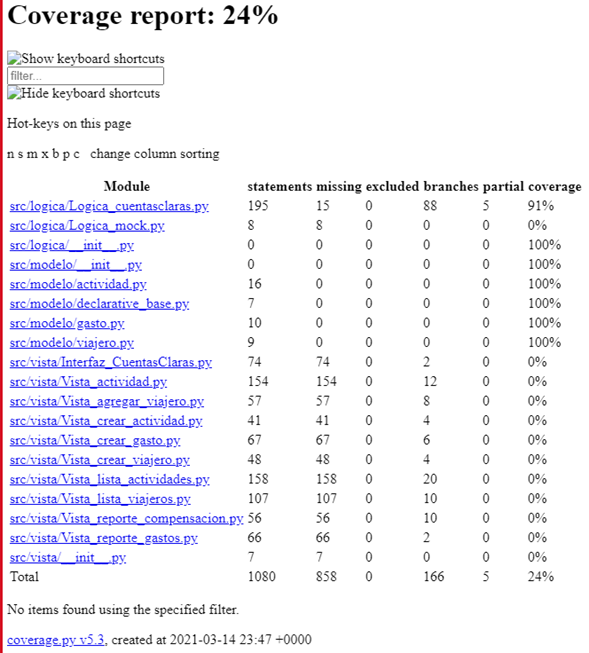 Coverage report: 24%
Show keyboard shortcuts
filter...
Hide keyboard shortcuts
Hot-keys on this page
n s m x b p c change column sorting
Module statements missing excluded branches partial coverage
src/logica/Logica_cuentasclaras.py 195 15 0 88 5 91%
src/logica/Logica_mock.py 8 8 0 0 0 0%
src/logica/__init__.py 0 0 0 0 0 100%
src/modelo/__init__.py 0 0 0 0 0 100%
src/modelo/actividad.py 16 0 0 0 0 100%
src/modelo/declarative_base.py 7 0 0 0 0 100%
src/modelo/gasto.py 10 0 0 0 0 100%
src/modelo/viajero.py 9 0 0 0 0 100%
src/vista/Interfaz_CuentasClaras.py 74 74 0 2 0 0%
src/vista/Vista_actividad.py 154 154 0 12 0 0%
src/vista/Vista_agregar_viajero.py 57 57 0 8 0 0%
src/vista/Vista_crear_actividad.py 41 41 0 4 0 0%
src/vista/Vista_crear_gasto.py 67 67 0 6 0 0%
src/vista/Vista_crear_viajero.py 48 48 0 4 0 0%
src/vista/Vista_lista_actividades.py 158 158 0 20 0 0%
src/vista/Vista_lista_viajeros.py 107 107 0 10 0 0%
src/vista/Vista_reporte_compensacion.py 56 56 0 10 0 0%
src/vista/Vista_reporte_gastos.py 66 66 0 2 0 0%
src/vista/__init__.py 7 7 0 0 0 0%
Total 1080 858 0 166 5 24%
No items found using the specified filter.
coverage.py v5.3, created at 2021-03-14 23:47 +0000